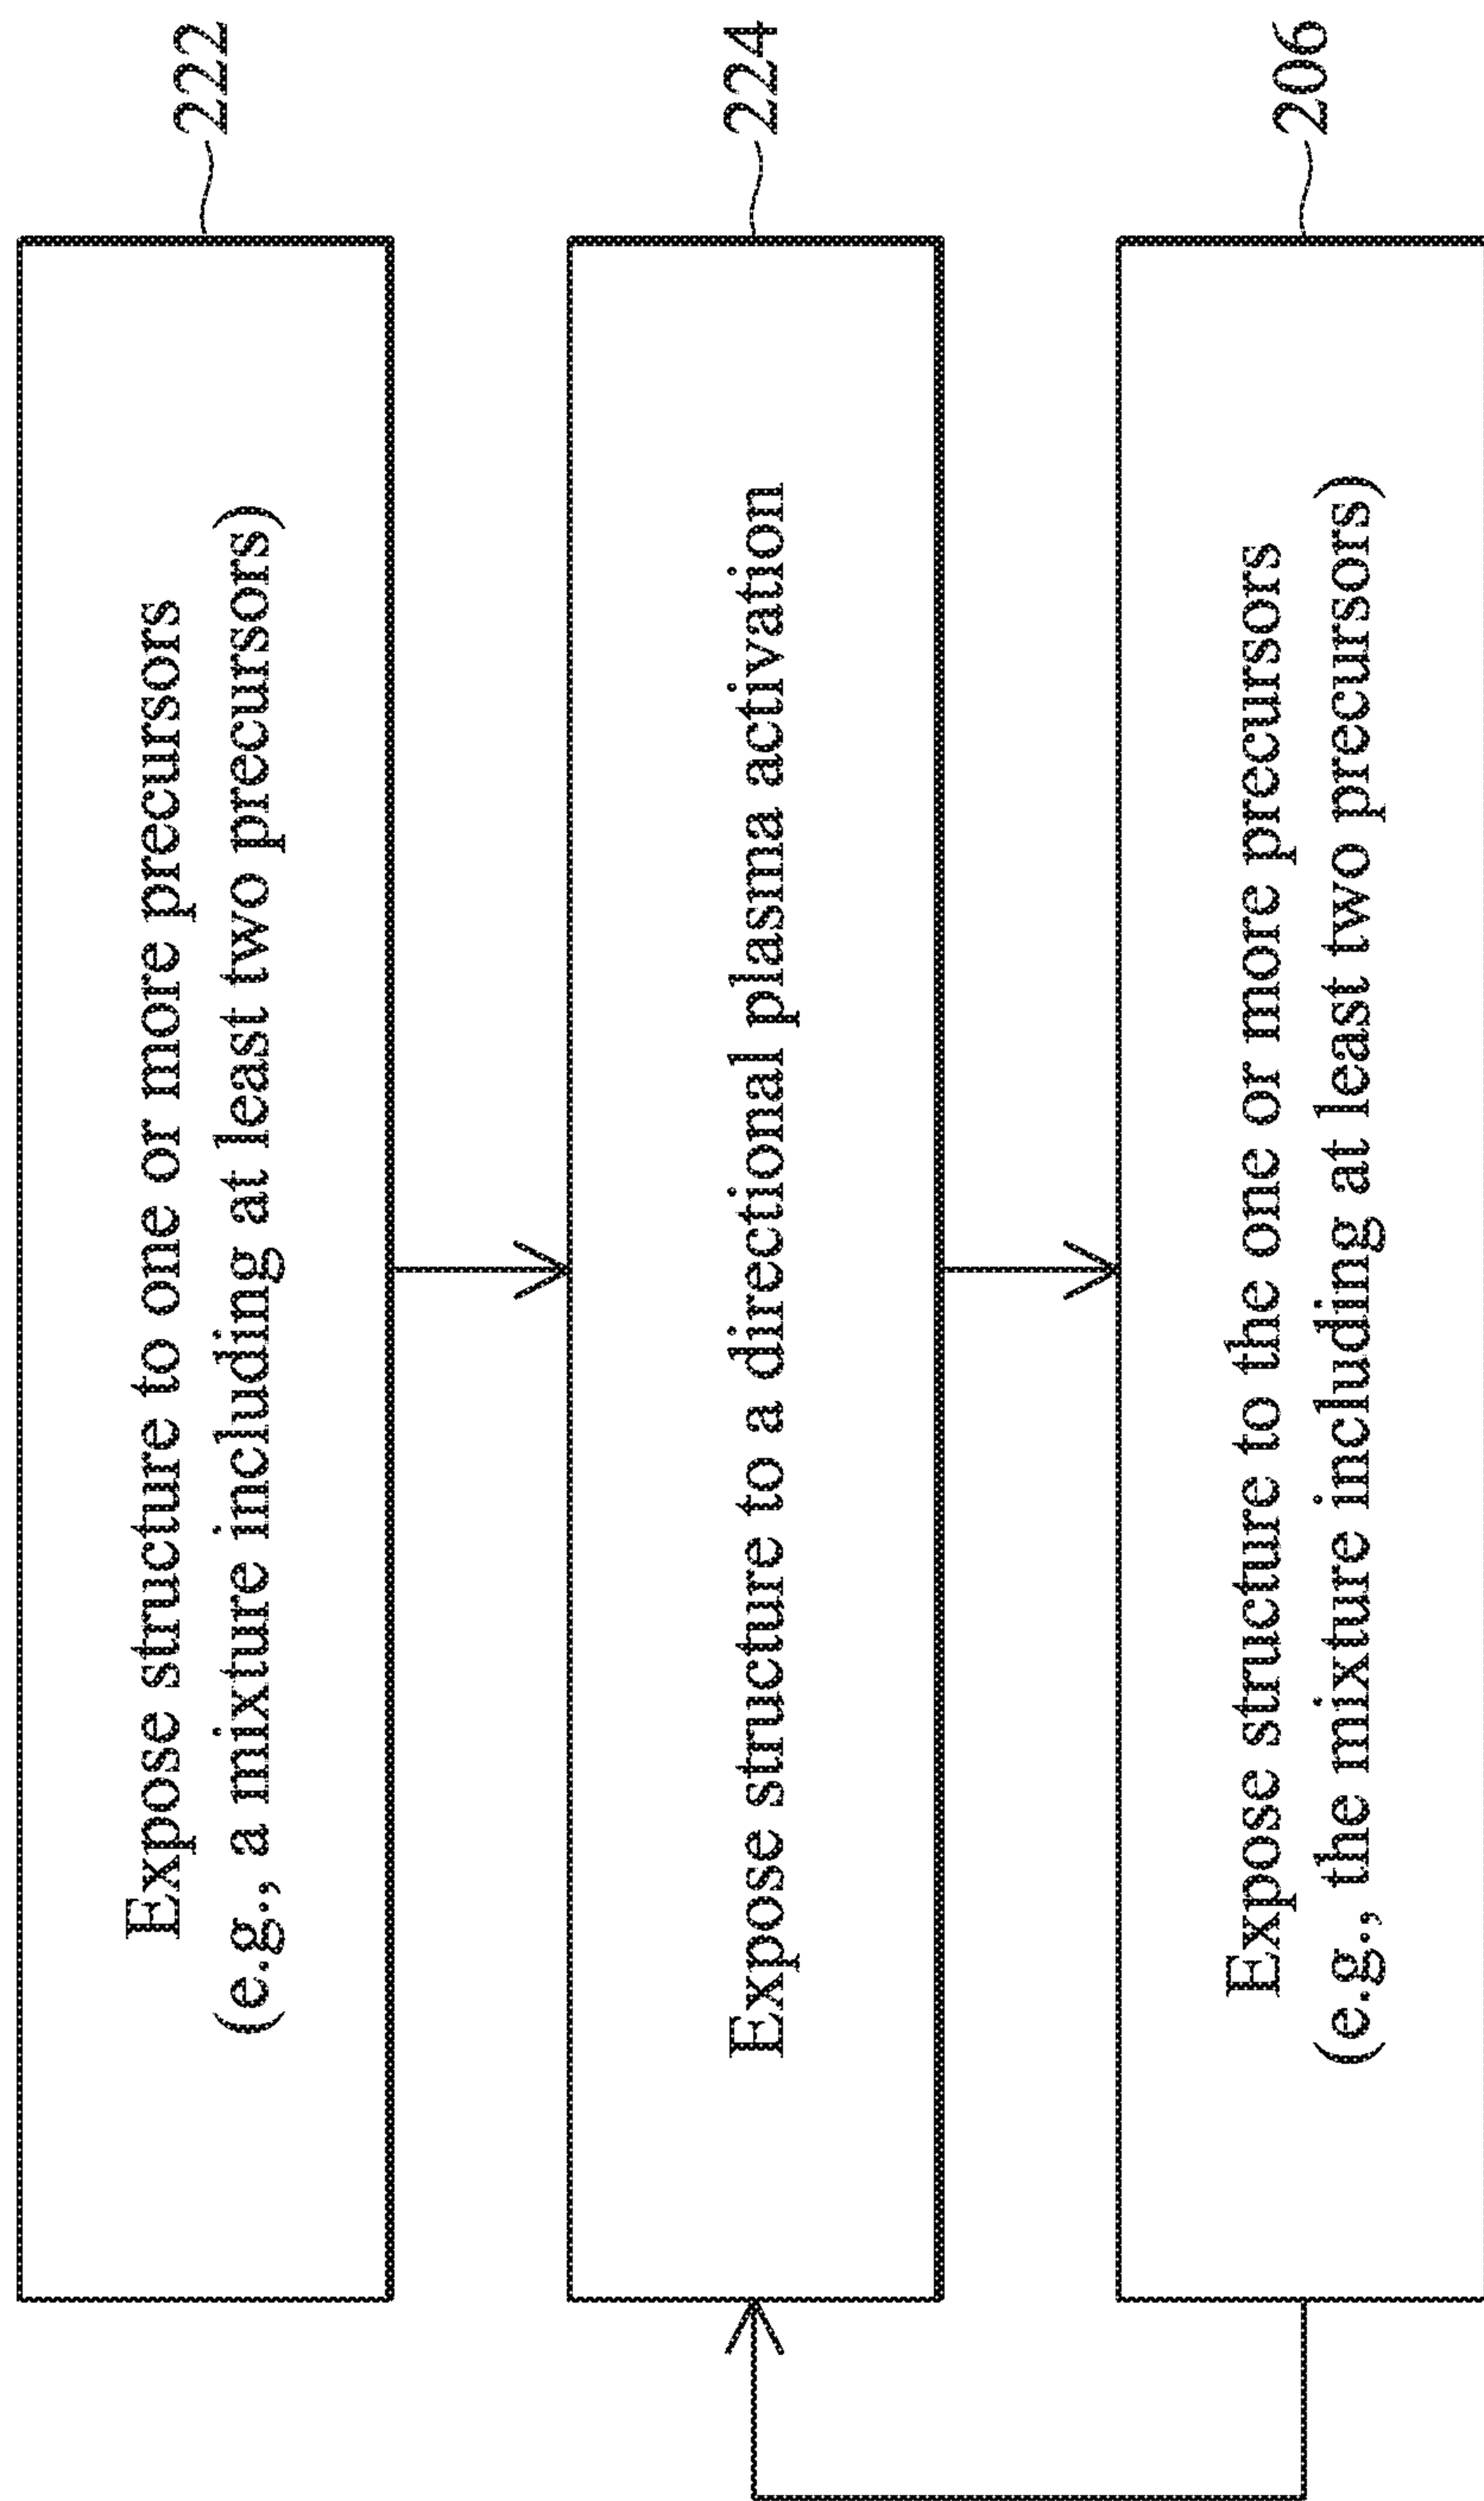 Expose structure to one or more precursors
(e.g., a mixture including at least two precursors)
222
Expose structure to a directional plasma activation
224
Expose structure to the one or more precursors
(e.g., the mixture including at least two precursors)
206